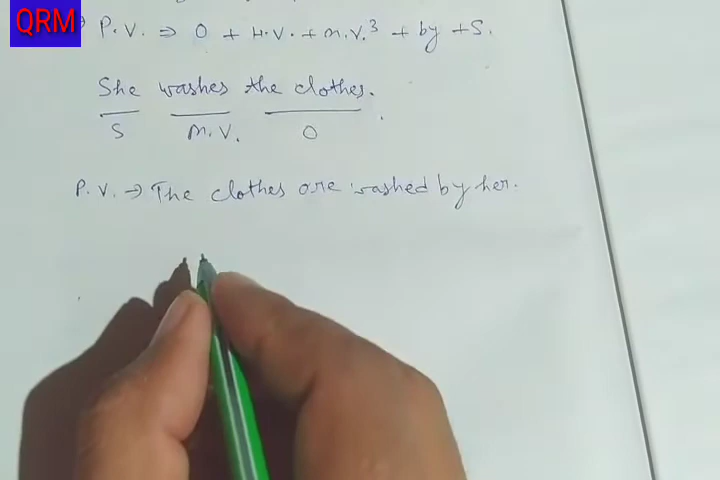 QRM
P.V. ⇒ O + H.V. + M.V.³ + by + S.
She washes the clothes.
S M.V. O
P.V. → The clothes are washed by her.